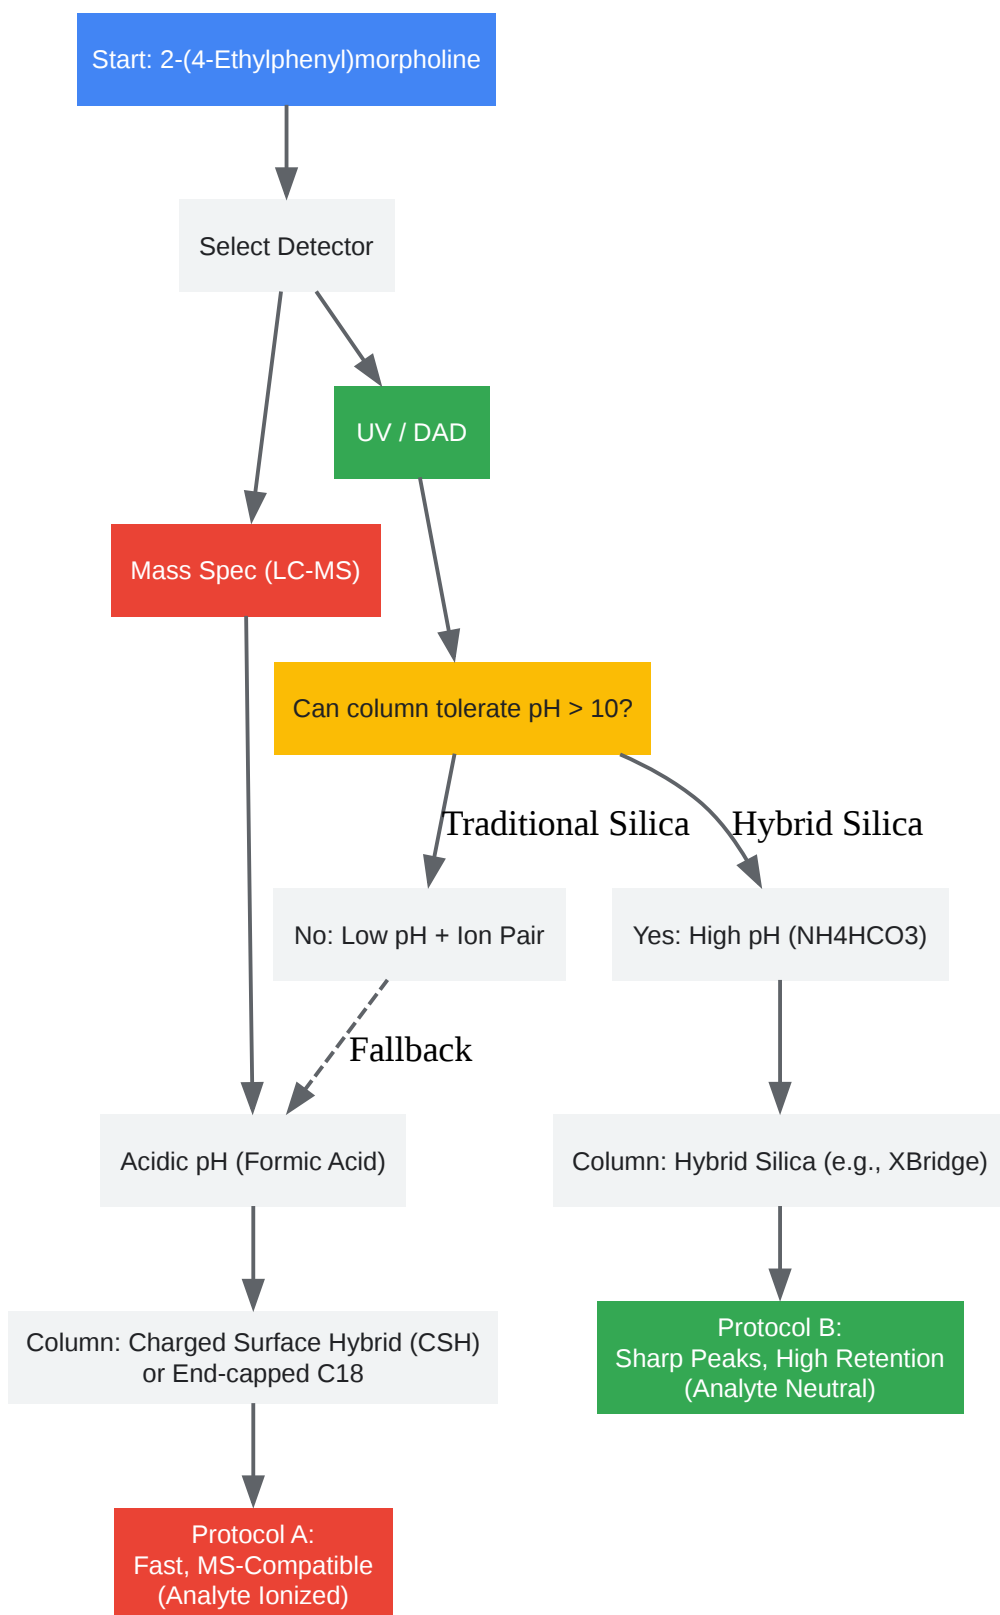 Start: 2-(4-Ethylphenyl)morpholine
Select Detector
UV / DAD
Mass Spec (LC-MS)
Can column tolerate pH > 10?
Traditional Silica
Hybrid Silica
No: Low pH + Ion Pair
Yes: High pH (NH4HCO3)
Fallback
Acidic pH (Formic Acid)
Column: Hybrid Silica (e.g., XBridge)
Column: Charged Surface Hybrid (CSH)
or End-capped C18
Protocol B:
Sharp Peaks, High Retention
(Analyte Neutral)
Protocol A:
Fast, MS-Compatible
(Analyte Ionized)